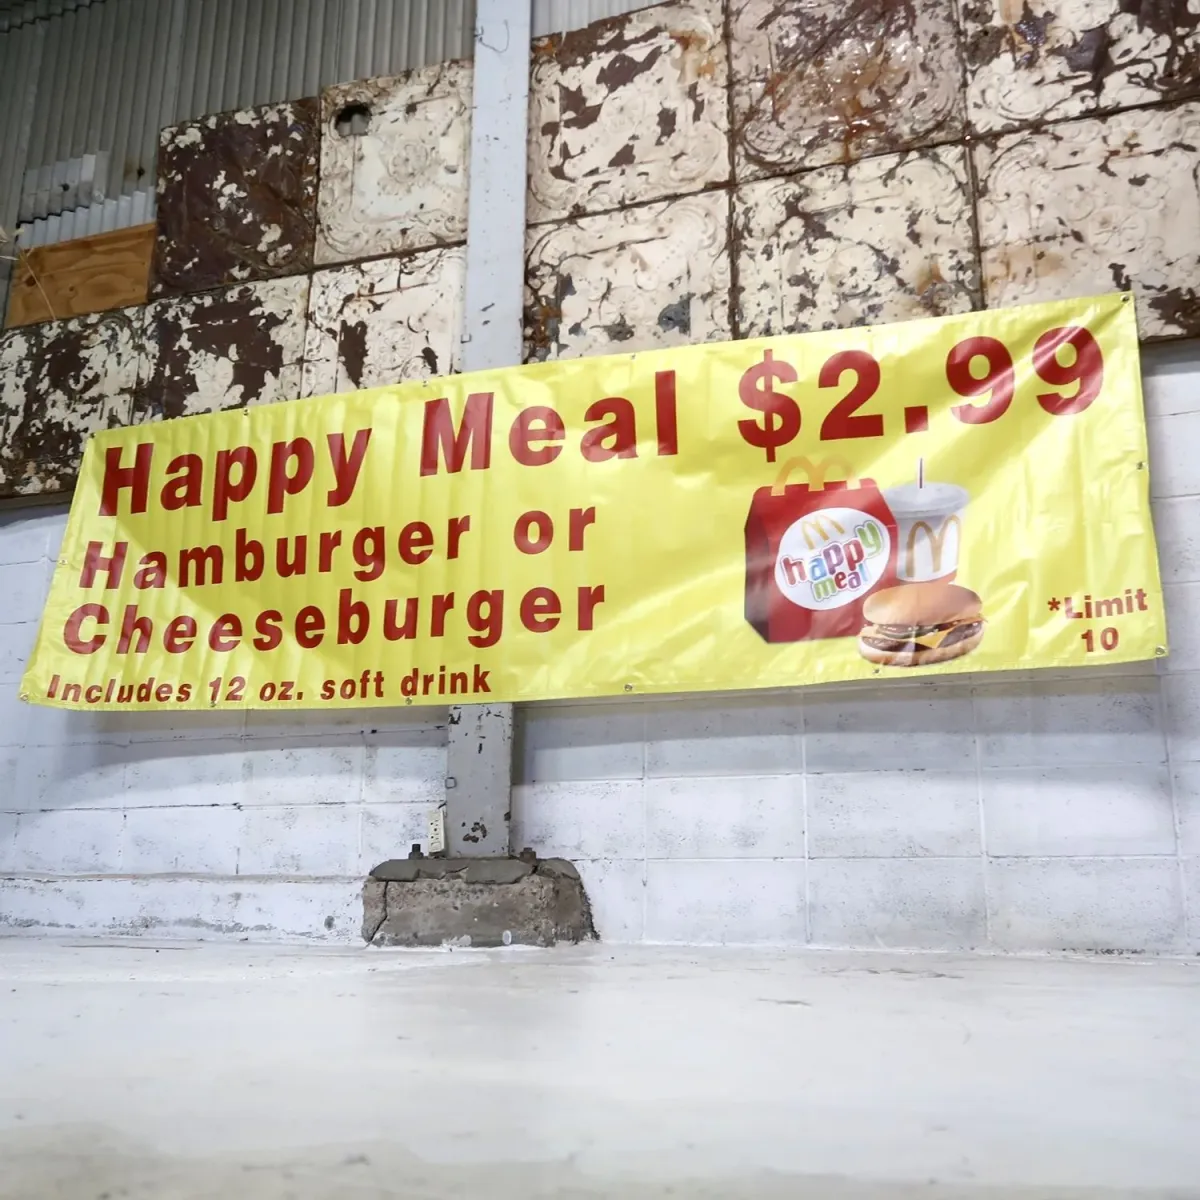 Happy Meal $2.99
Hamburger or
Cheeseburger
Includes 12 oz. soft drink
happy
meal
*Limit
10